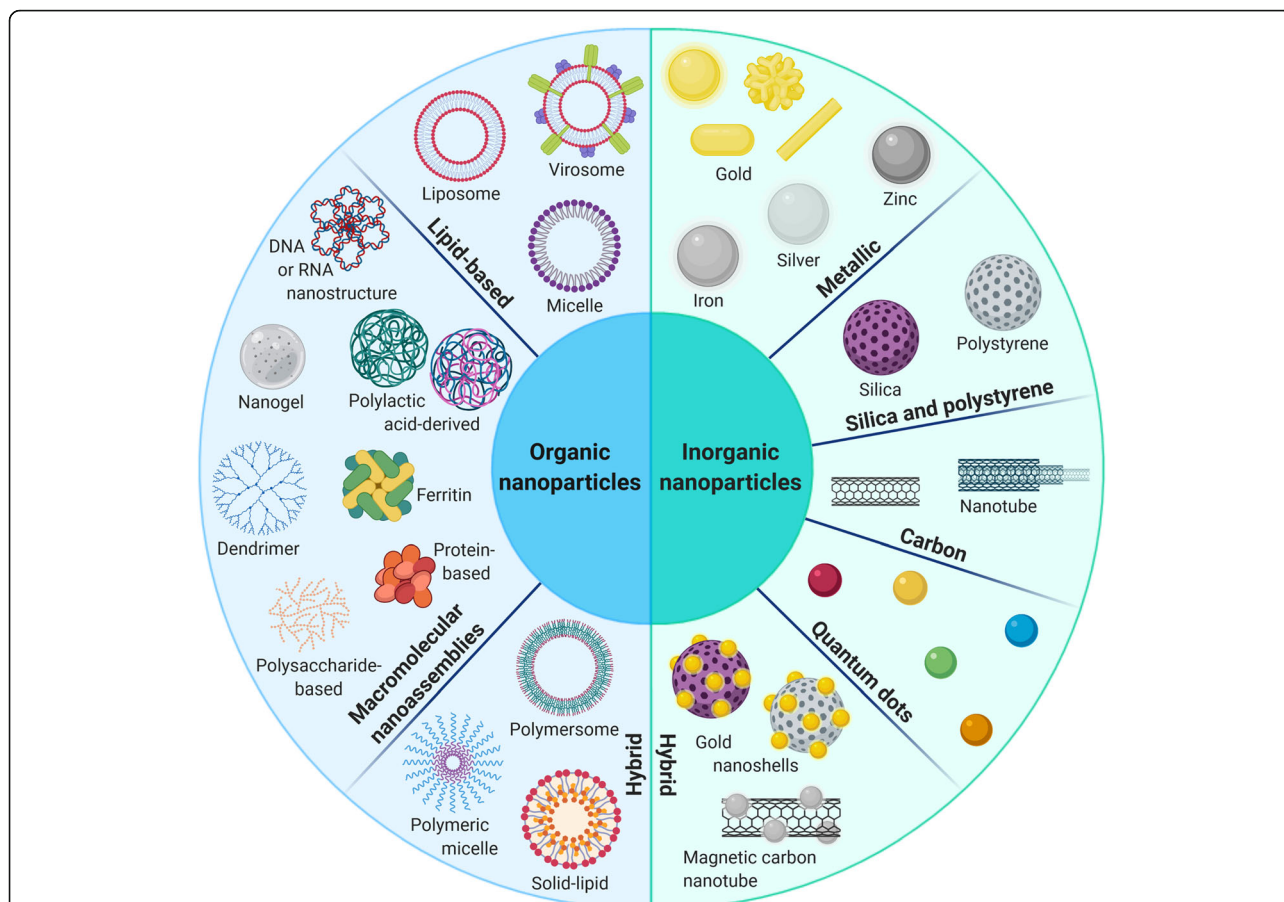 Organic
nanoparticles
Inorganic
nanoparticles
Liposome
Virosome
Micelle
Lipid-based
DNA
or RNA
nanostructure
Nanogel
Polylactic
acid-derived
Dendrimer
Ferritin
Protein-
based
Polysaccharide-
based
Macromolecular
nanoassemblies
Polymersome
Polymeric
micelle
Solid-lipid
Hybrid
Gold
Zinc
Silver
Iron
Metallic
Polystyrene
Silica
Silica and polystyrene
Nanotube
Carbon
Quantum dots
Gold
nanoshells
Magnetic carbon
nanotube
Hybrid